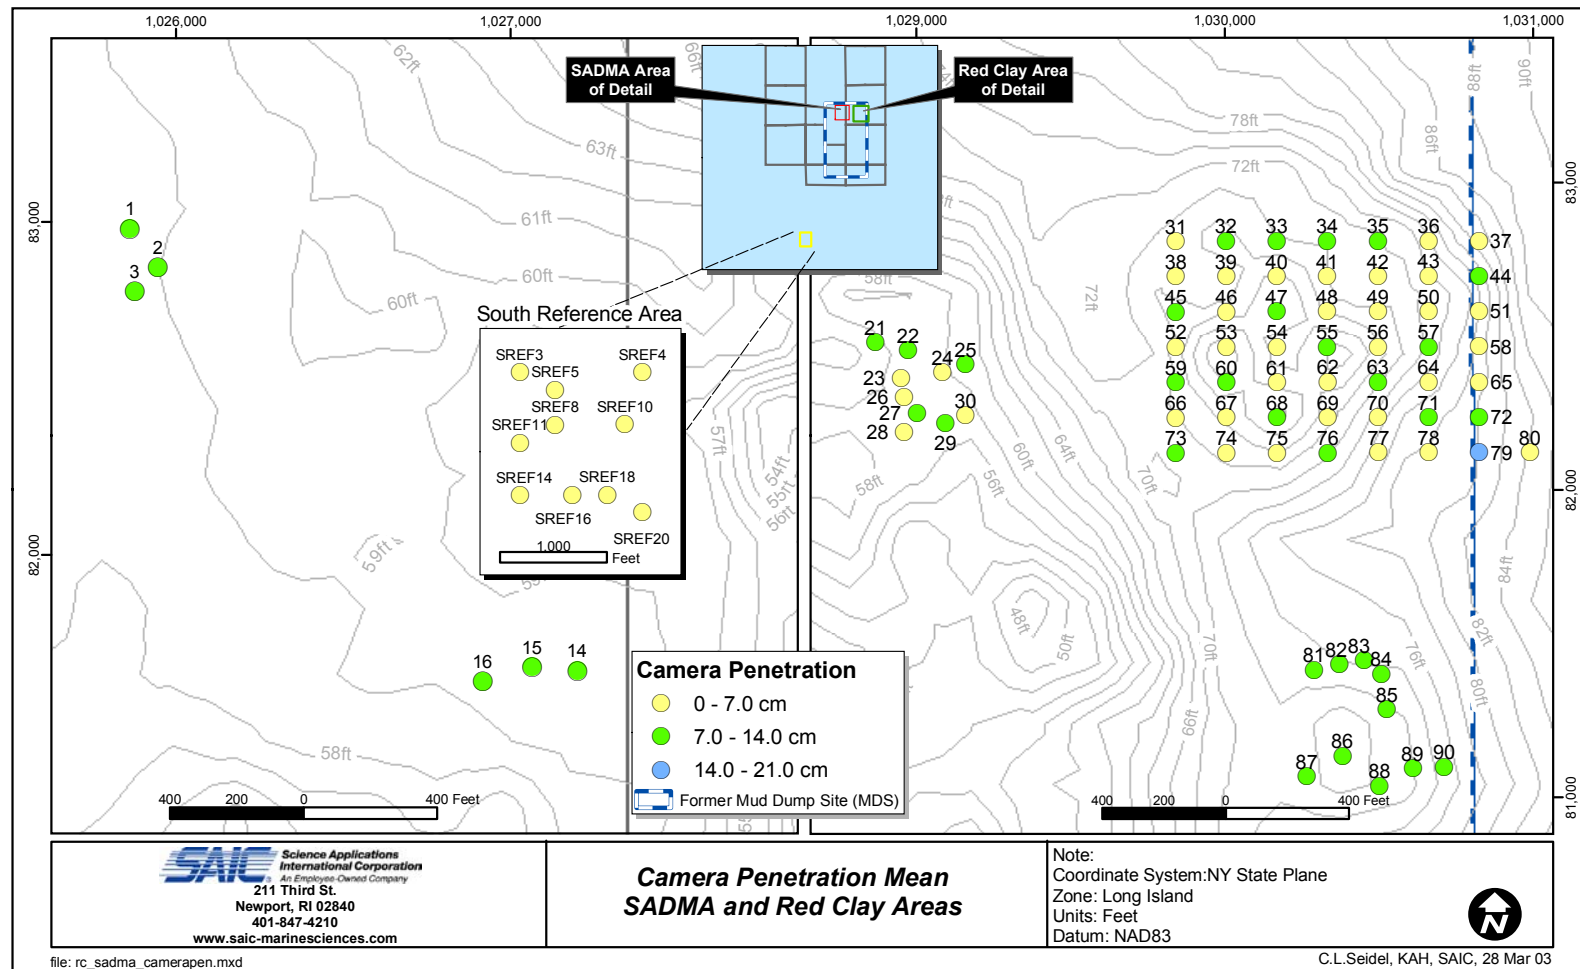 1,026,000
1,027,000
1,029,000
1,030,000
1,031,000
83,000
82,000
83,000
82,000
81,000
62ft
66ft
63ft
61ft
60ft
60ft
59ft
58ft
57ft
54ft
55ft
56ft
SADMA Area
of Detail
Red Clay Area
of Detail
78ft
86ft
88ft
90ft
72ft
72ft
58ft
58ft
60ft
64ft
56ft
70ft
48ft
50ft
70ft
66ft
76ft
80ft
82ft
84ft
1
2
3
16
15
14
South Reference Area
SREF3
SREF4
SREF5
SREF8
SREF10
SREF11
SREF14
SREF18
SREF16
SREF20
1,000
Feet
21
22
24
25
23
26
27
30
28
29
31 32 33 34 35 36 37
38 39 40 41 42 43 44
45 46 47 48 49 50 51
52 53 54 55 56 57 58
59 60 61 62 63 64 65
66 67 68 69 70 71 72
73 74 75 76 77 78 79 80
81 82 83 84
85
86
87 88 89 90
Camera Penetration
0 - 7.0 cm
7.0 - 14.0 cm
14.0 - 21.0 cm
Former Mud Dump Site (MDS)
400 200 0 400 Feet
400 200 0 400 Feet
SAIC
Science Applications
International Corporation
An Employee-Owned Company
211 Third St.
Newport, RI 02840
401-847-4210
www.saic-marinesciences.com
Camera Penetration Mean
SADMA and Red Clay Areas
Note:
Coordinate System:NY State Plane
Zone: Long Island
Units: Feet
Datum: NAD83
N
file: rc_sadma_camerapen.mxd
C.L.Seidel, KAH, SAIC, 28 Mar 03